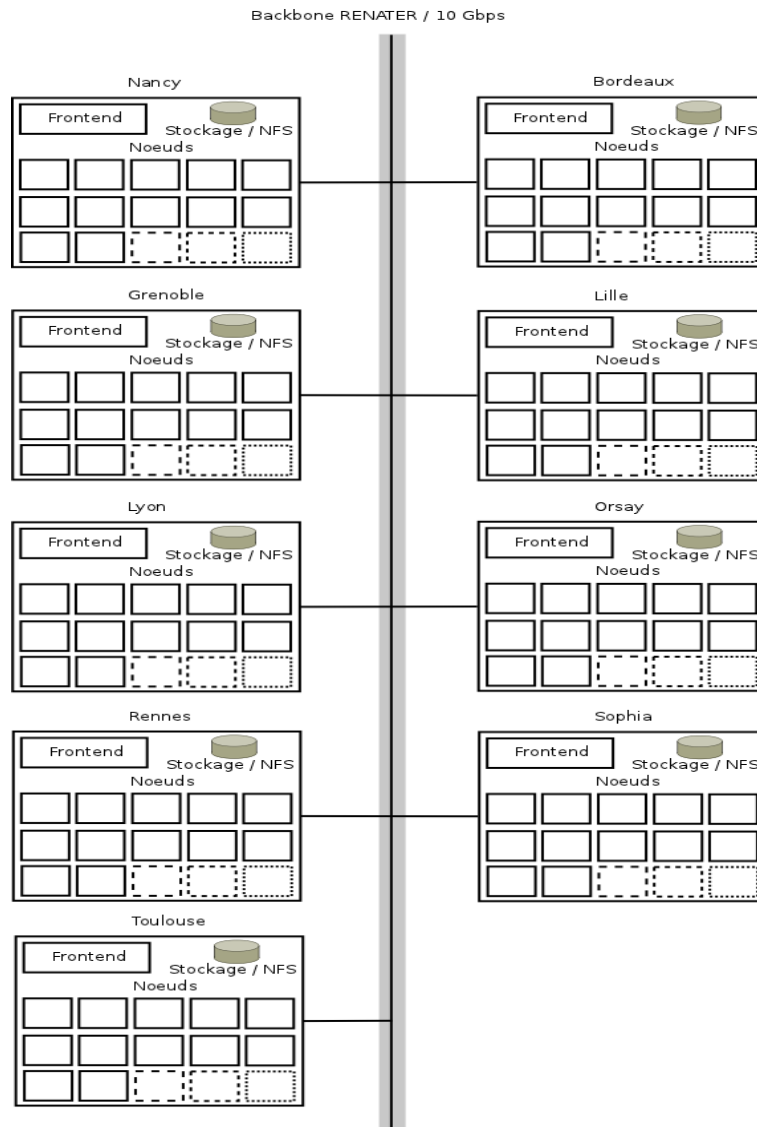 Backbone RENATER / 10 Gbps
Nancy
Frontend
Stockage / NFS
Noeuds
Bordeaux
Frontend
Stockage / NFS
Noeuds
Grenoble
Frontend
Stockage / NFS
Noeuds
Lille
Frontend
Stockage / NFS
Noeuds
Lyon
Frontend
Stockage / NFS
Noeuds
Orsay
Frontend
Stockage / NFS
Noeuds
Rennes
Frontend
Stockage / NFS
Noeuds
Sophia
Frontend
Stockage / NFS
Noeuds
Toulouse
Frontend
Stockage / NFS
Noeuds